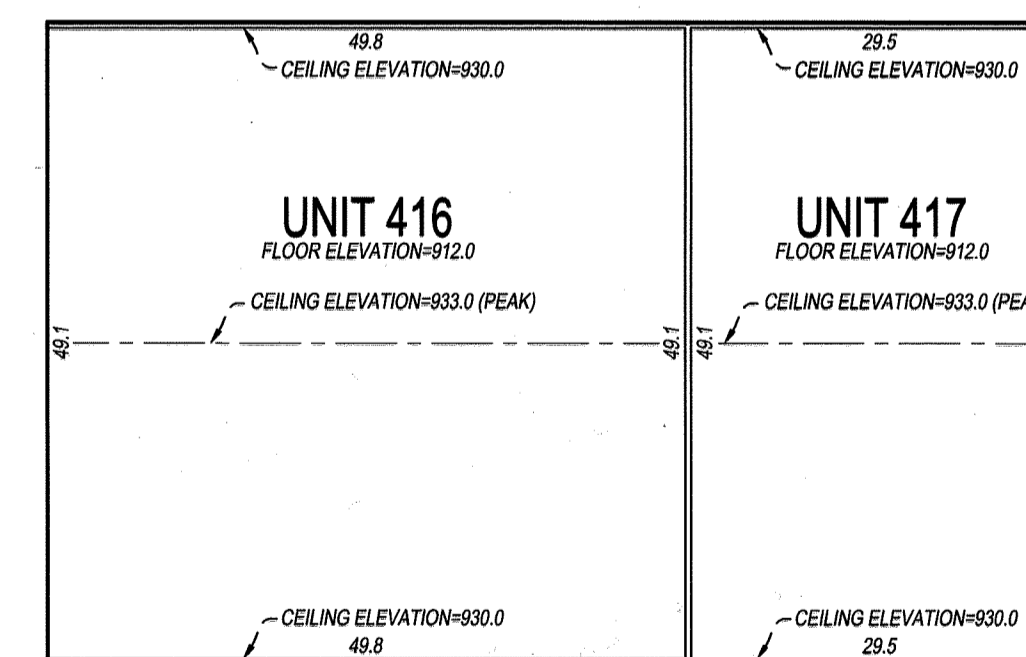 49.8
CEILING ELEVATION=930.0
UNIT 416
FLOOR ELEVATION=912.0
CEILING ELEVATION=933.0 (PEAK)
49.1
49.1
CEILING ELEVATION=930.0
49.8
29.5
CEILING ELEVATION=930.0
UNIT 417
FLOOR ELEVATION=912.0
CEILING ELEVATION=933.0 (PEA
49.1
CEILING ELEVATION=930.0
29.5